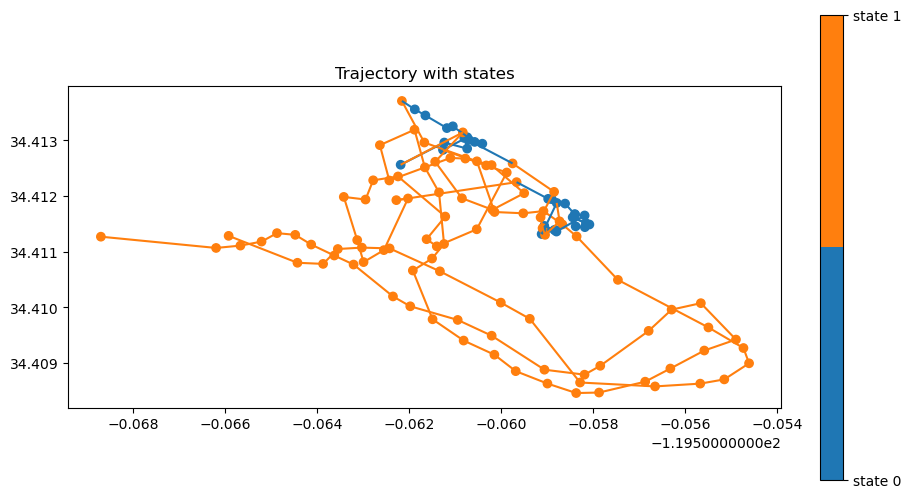 Trajectory with states
state 1
34.413
34.412
34.411
34.410
34.409
−0.068 −0.066 −0.064 −0.062 −0.060 −0.058 −0.056 −0.054
−1.1950000000e2
state 0